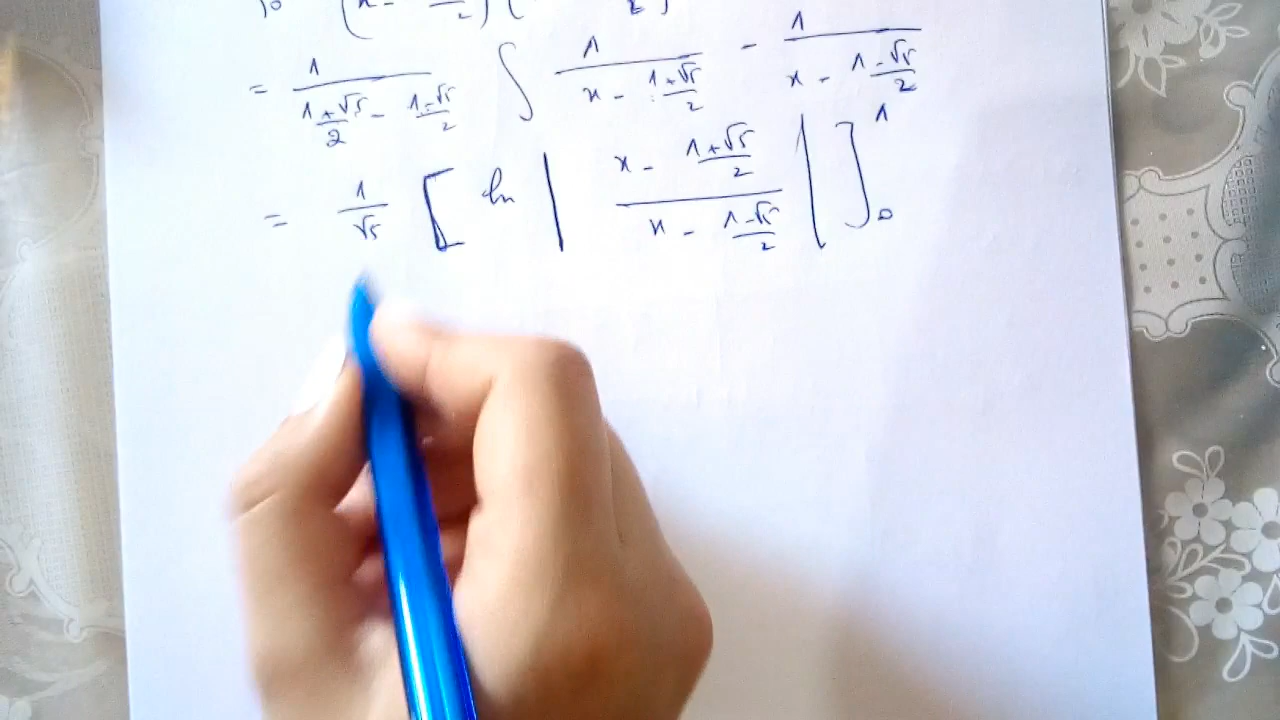 = 1 / ((1+√5)/2 - (1-√5)/2) ∫ 1 / (x - (1+√5)/2) - 1 / (x - (1-√5)/2)
= 1/√5 [ ln | (x - (1+√5)/2) / (x - (1-√5)/2) | ]₀¹